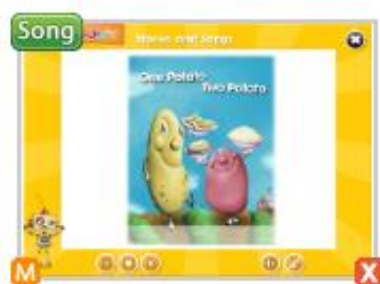 Song
Stories and Songs
One Potato
Two Potato
M
X